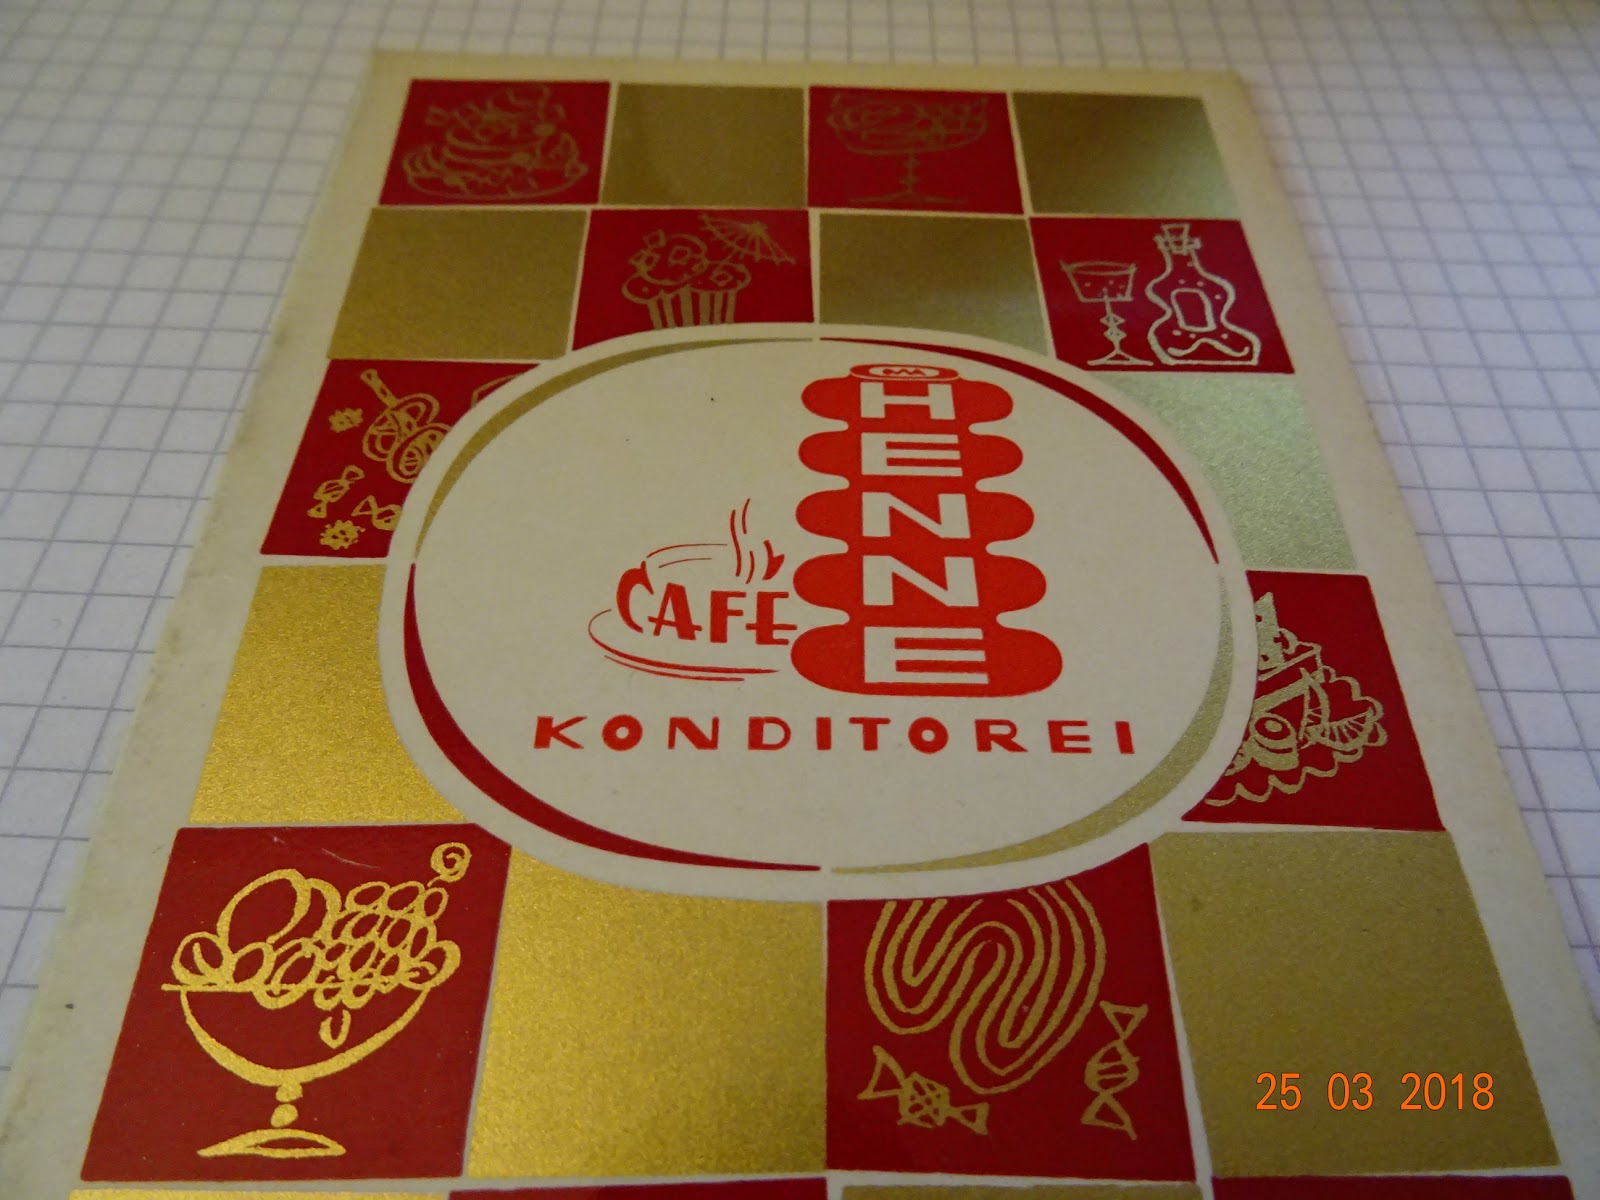 HENNE
CAFE
KONDITOREI
25 03 2018